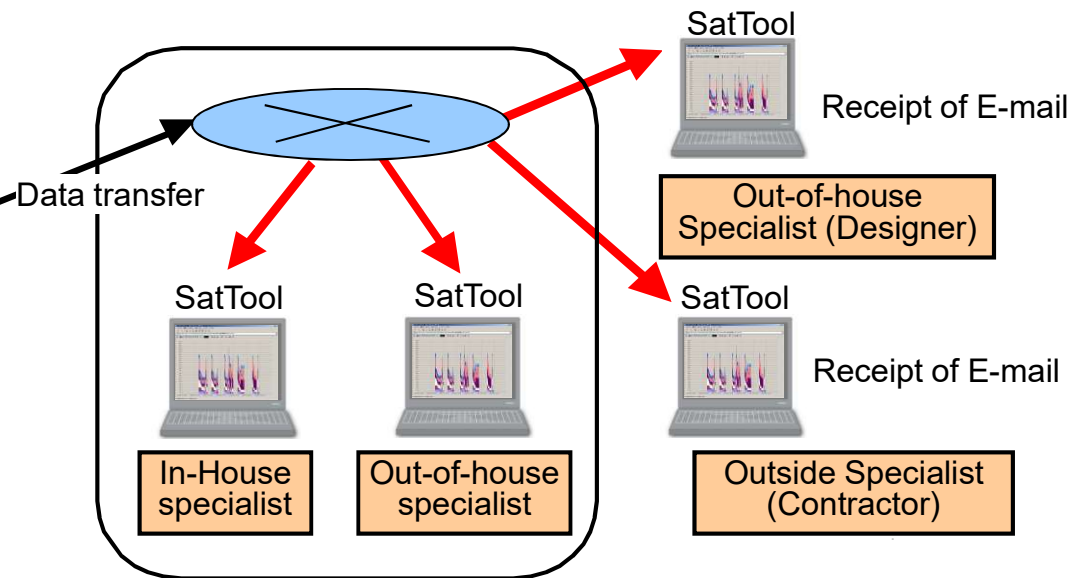 SatTool
Receipt of E-mail
Out-of-house
Specialist (Designer)
Data transfer
SatTool
SatTool
SatTool
Receipt of E-mail
In-House
specialist
Out-of-house
specialist
Outside Specialist
(Contractor)